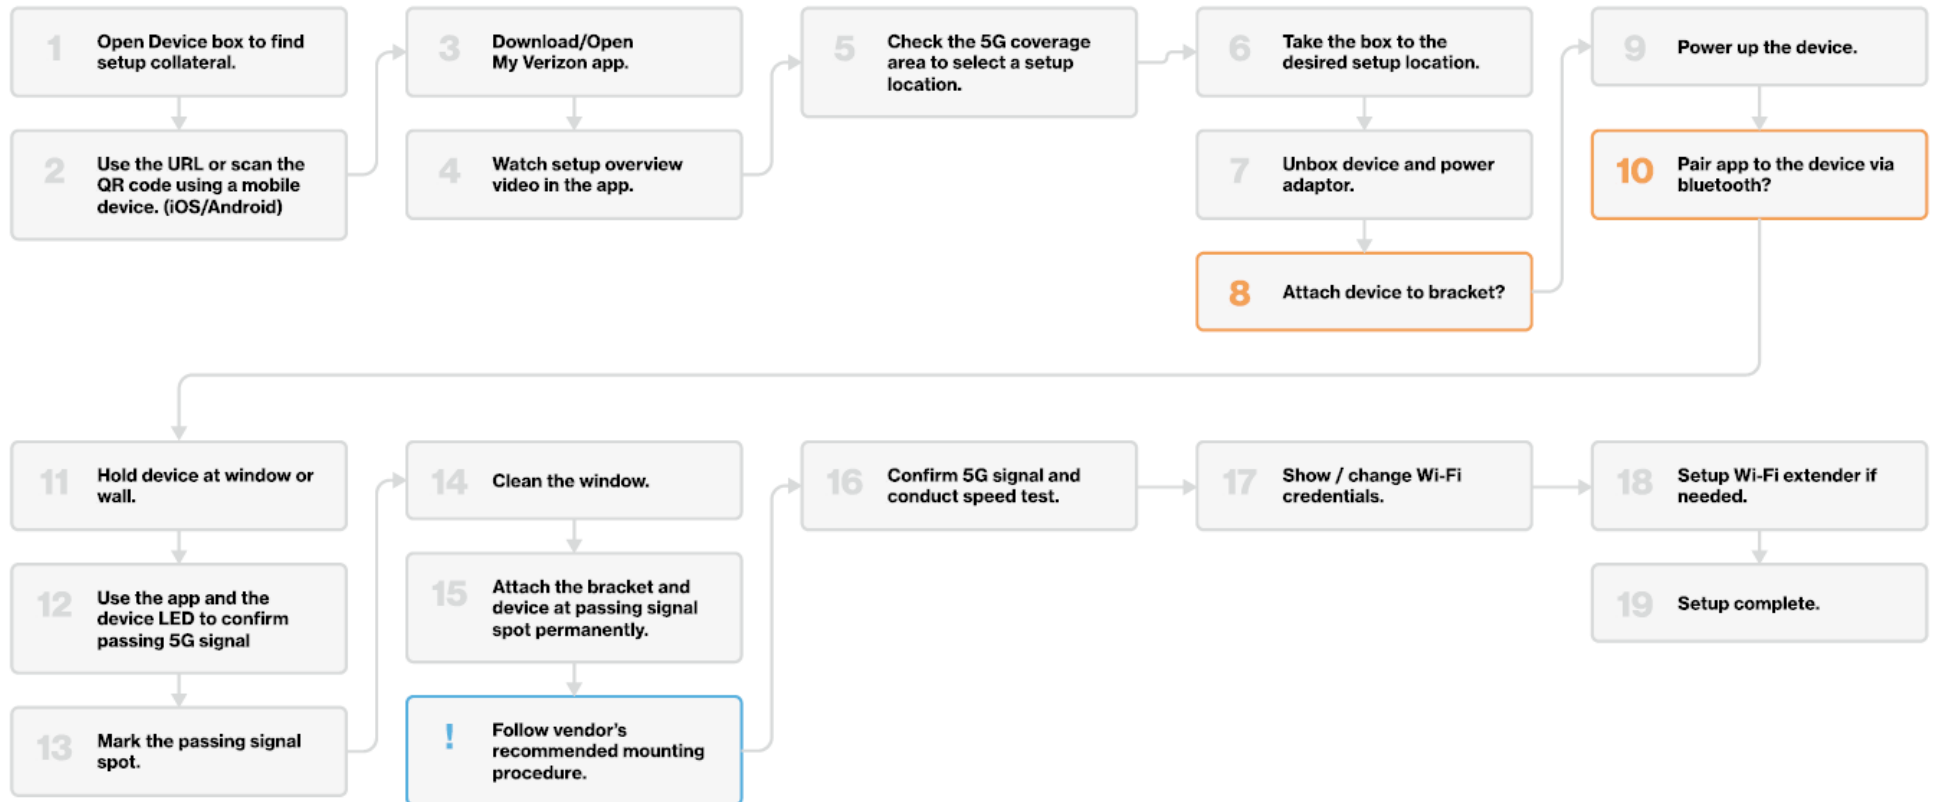 1
Open Device box to find
setup collateral.
2
Use the URL or scan the
QR code using a mobile
device. (iOS/Android)
3
Download/Open
My Verizon app.
4
Watch setup overview
video in the app.
5
Check the 5G coverage
area to select a setup
location.
6
Take the box to the
desired setup location.
7
Unbox device and power
adaptor.
8
Attach device to bracket?
9
Power up the device.
10
Pair app to the device via
bluetooth?
11
Hold device at window or
wall.
12
Use the app and the
device LED to confirm
passing 5G signal
13
Mark the passing signal
spot.
14
Clean the window.
15
Attach the bracket and
device at passing signal
spot permanently.
!
Follow vendor's
recommended mounting
procedure.
16
Confirm 5G signal and
conduct speed test.
17
Show / change Wi-Fi
credentials.
18
Setup Wi-Fi extender if
needed.
19
Setup complete.